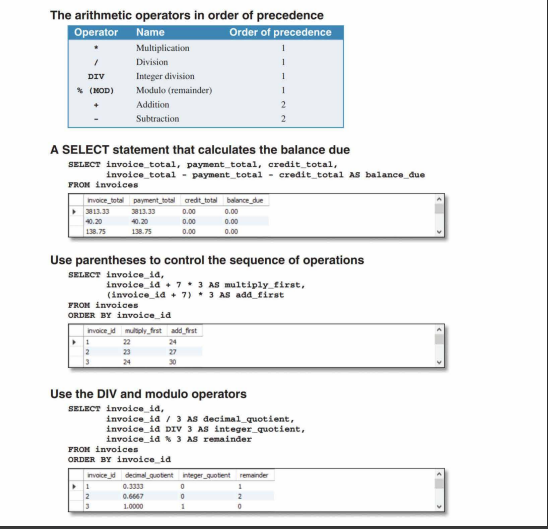 The arithmetic operators in order of precedence
Operator Name Order of precedence
* Multiplication 1
/ Division 1
DIV Integer division 1
% (MOD) Modulo (remainder) 1
+ Addition 2
- Subtraction 2
A SELECT statement that calculates the balance due
SELECT invoice_total, payment_total, credit_total,
invoice_total - payment_total - credit_total AS balance_due
FROM invoices
invoice_total payment_total credit_total balance_due
3813.33 3813.33 0.00 0.00
40.20 40.20 0.00 0.00
138.75 138.75 0.00 0.00
Use parentheses to control the sequence of operations
SELECT invoice_id,
invoice_id + 7 * 3 AS multiply_first,
(invoice_id + 7) * 3 AS add_first
FROM invoices
ORDER BY invoice_id
invoice_id multiply_first add_first
1 22 24
2 23 27
3 24 30
Use the DIV and modulo operators
SELECT invoice_id,
invoice_id / 3 AS decimal_quotient,
invoice_id DIV 3 AS integer_quotient,
invoice_id % 3 AS remainder
FROM invoices
ORDER BY invoice_id
invoice_id decimal_quotient integer_quotient remainder
1 0.3333 0 1
2 0.6667 0 2
3 1.0000 1 0